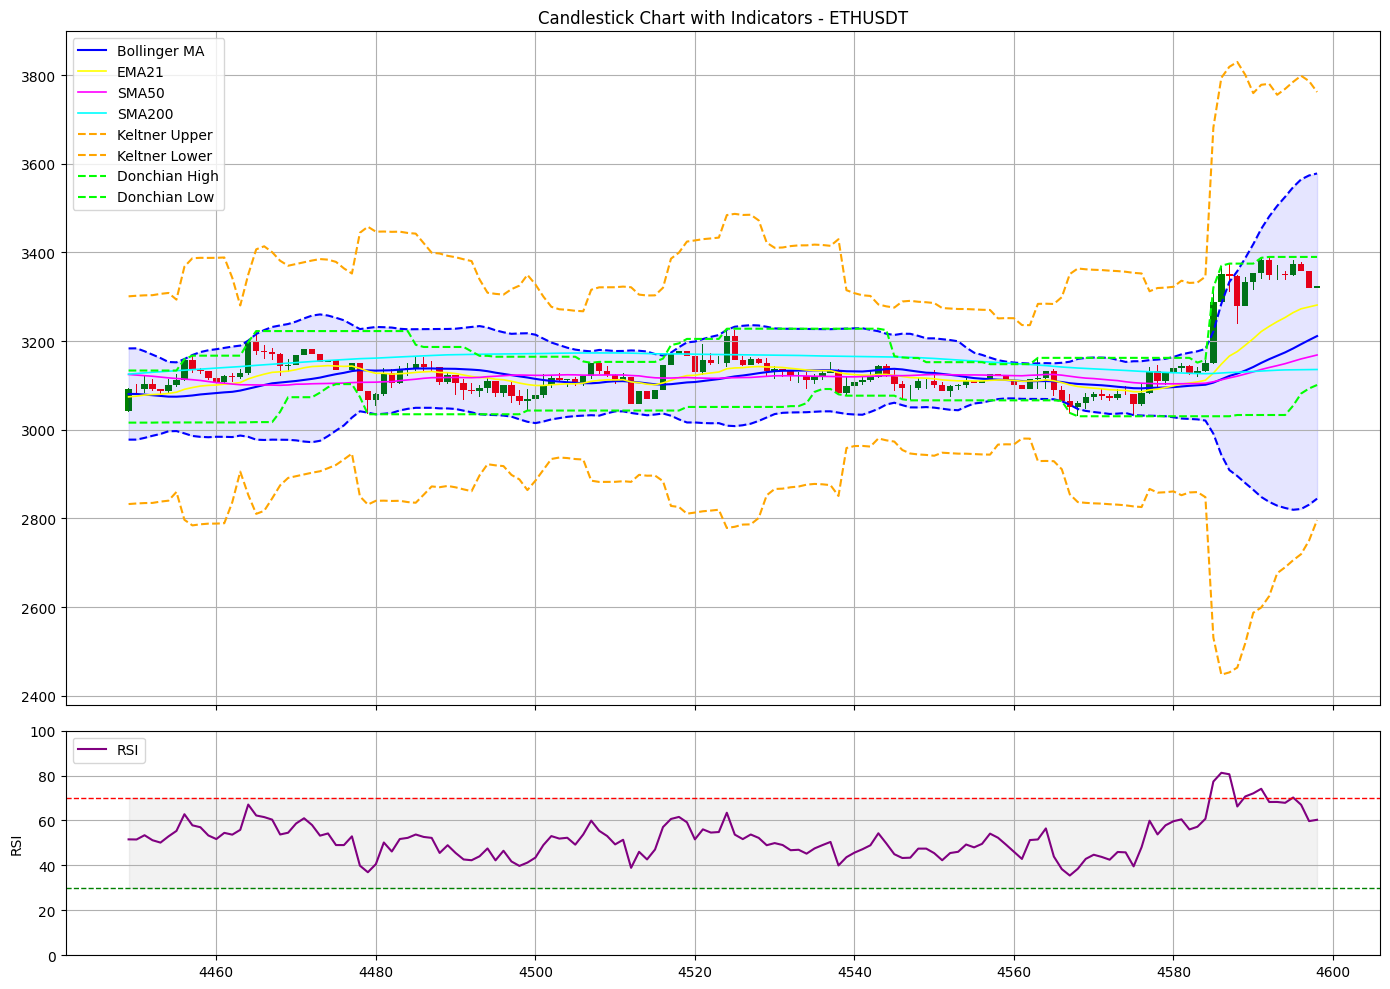 Candlestick Chart with Indicators - ETHUSDT
Bollinger MA
EMA21
SMA50
SMA200
Keltner Upper
Keltner Lower
Donchian High
Donchian Low
3800
3600
3400
3200
3000
2800
2600
2400
RSI
100
80
60
40
20
0
RSI
4460 4480 4500 4520 4540 4560 4580 4600